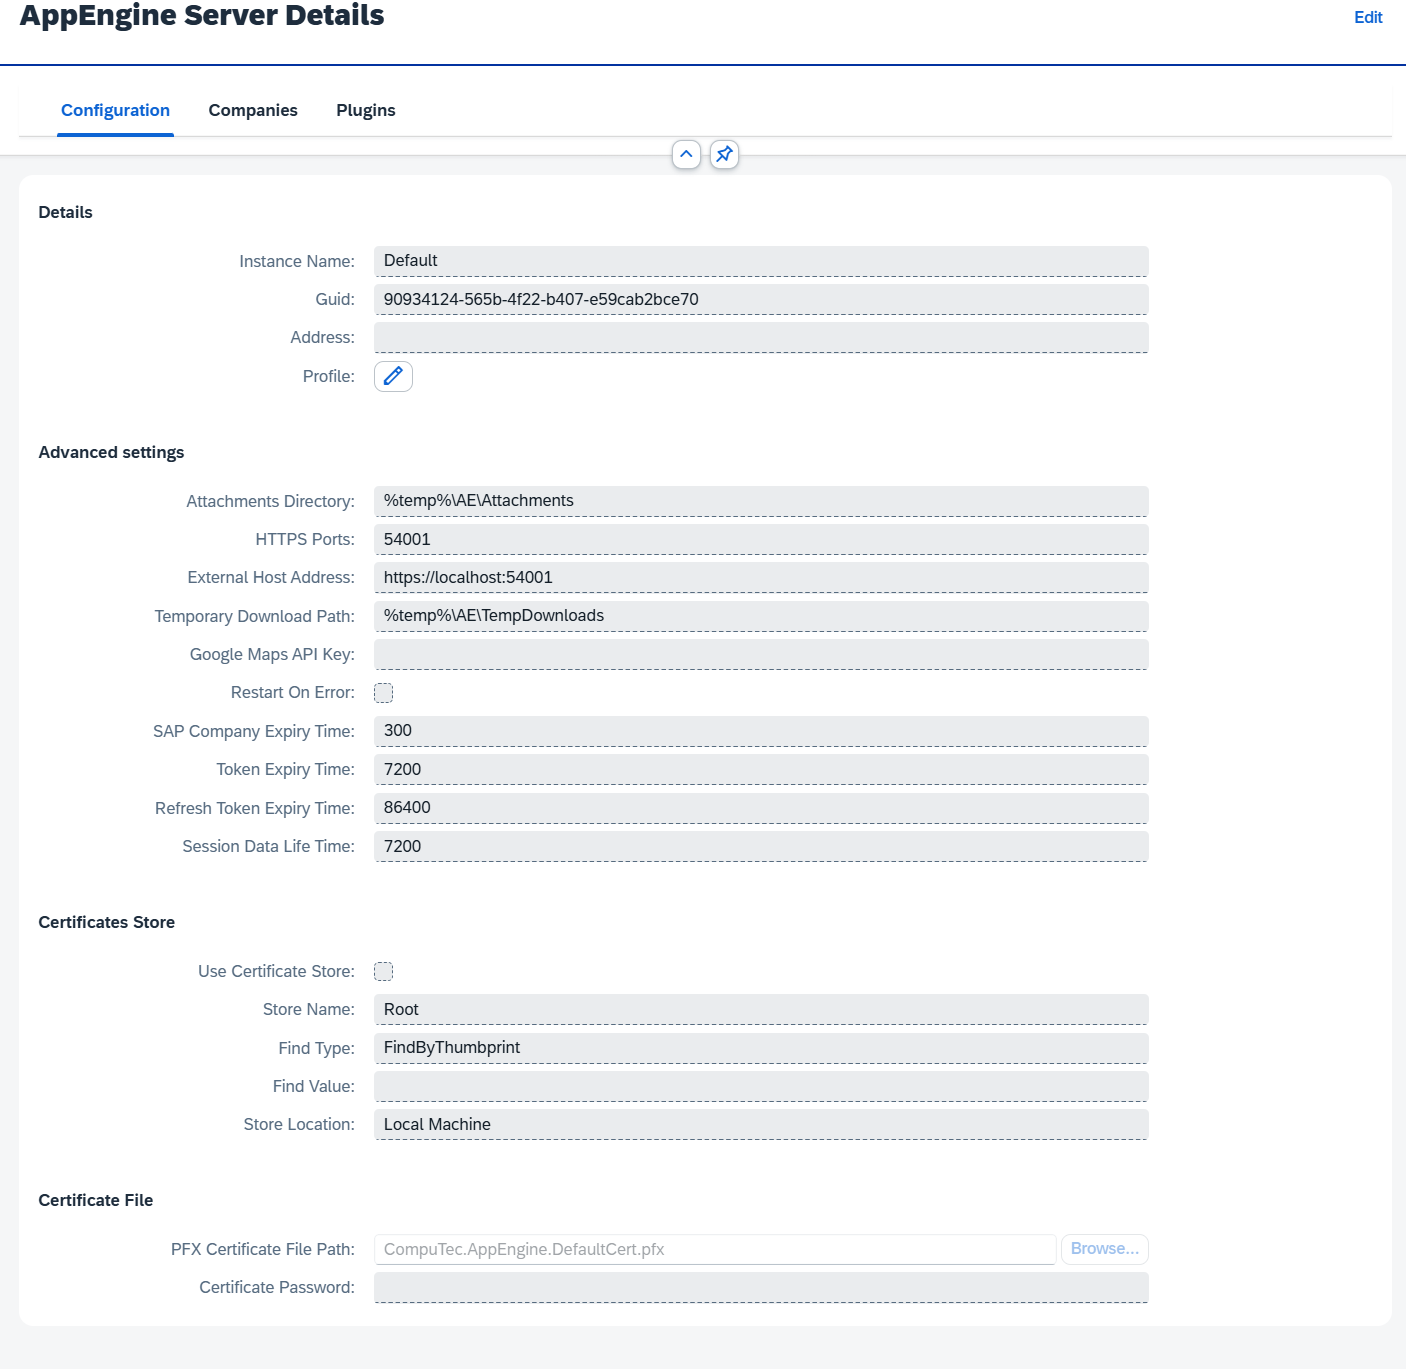 AppEngine Server Details
Edit
Configuration Companies Plugins
Details
Instance Name: Default
Guid: 90934124-565b-4f22-b407-e59cab2bce70
Address:
Profile:
Advanced settings
Attachments Directory: %temp%\AE\Attachments
HTTPS Ports: 54001
External Host Address: https://localhost:54001
Temporary Download Path: %temp%\AE\TempDownloads
Google Maps API Key:
Restart On Error:
SAP Company Expiry Time: 300
Token Expiry Time: 7200
Refresh Token Expiry Time: 86400
Session Data Life Time: 7200
Certificates Store
Use Certificate Store:
Store Name: Root
Find Type: FindByThumbprint
Find Value:
Store Location: Local Machine
Certificate File
PFX Certificate File Path: CompuTec.AppEngine.DefaultCert.pfx Browse...
Certificate Password: